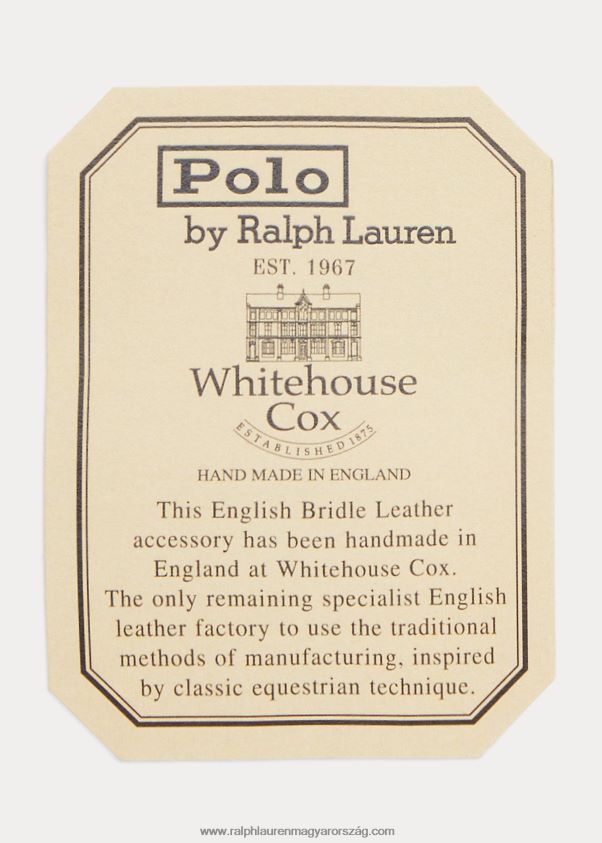 Polo
by Ralph Lauren
EST. 1967
Whitehouse
Cox
ESTABLISHED 1875
HAND MADE IN ENGLAND
This English Bridle Leather
accessory has been handmade in
England at Whitehouse Cox.
The only remaining specialist English
leather factory to use the traditional
methods of manufacturing, inspired
by classic equestrian technique.
www.ralphlaurenmagyarország.com